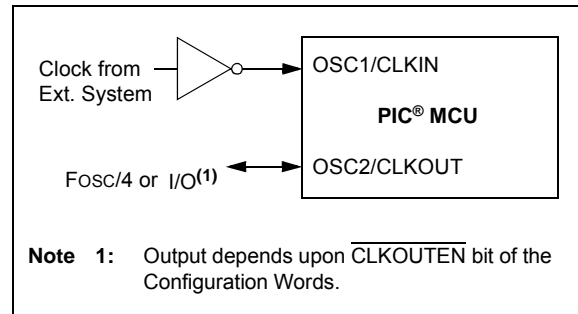 Clock from
Ext. System
OSC1/CLKIN
PIC® MCU
FOSC/4 or I/O(1)
OSC2/CLKOUT
Note 1: Output depends upon CLKOUTEN bit of the
Configuration Words.